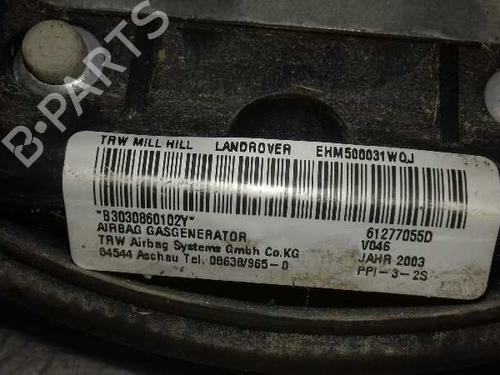 B-PARTS
TRW MILL HILL LANDROVER EHM500031WQJ
*B3030860102Y* 61277055D
AIRBAG GASGENERATOR V046
TRW Airbag Systems GmbH Co.KG JAHR 2003
84544 Aschau Tel. 08638/965-0 PPI-3-2S